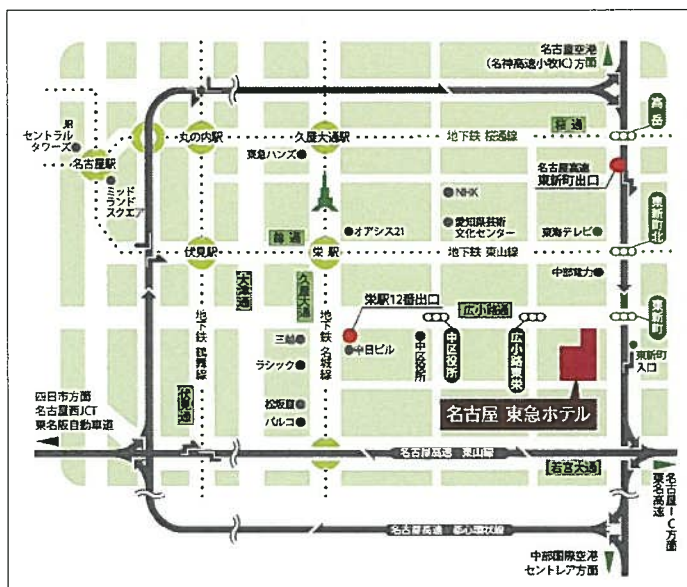 名古屋空港
(名神高速小牧IC)方面
高岳
桜通
地下鉄 桜通線
JR
セントラル
タワーズ
名古屋駅
丸の内駅
久屋大通駅
東急ハンズ
ミッド
ランド
スクエア
名古屋高速
東新町出口
NHK
愛知県芸術
文化センター
オアシス21
東海テレビ
東新町北
錦通
伏見駅
栄駅
地下鉄 東山線
中部電力
大津通
久屋大通
栄駅12番出口
広小路通
東新町
地下鉄 鶴舞線
地下鉄 名城線
三越
中日ビル
中区役所
中区役所
広小路東栄
東新町
入口
ラシック
伏見通
松坂屋
パルコ
名古屋 東急ホテル
四日市方面
名古屋西JCT
東名阪自動車道
名古屋高速 東山線
若宮大通
名古屋IC方面
東名高速
名古屋高速 都心環状線
中部国際空港
セントレア方面